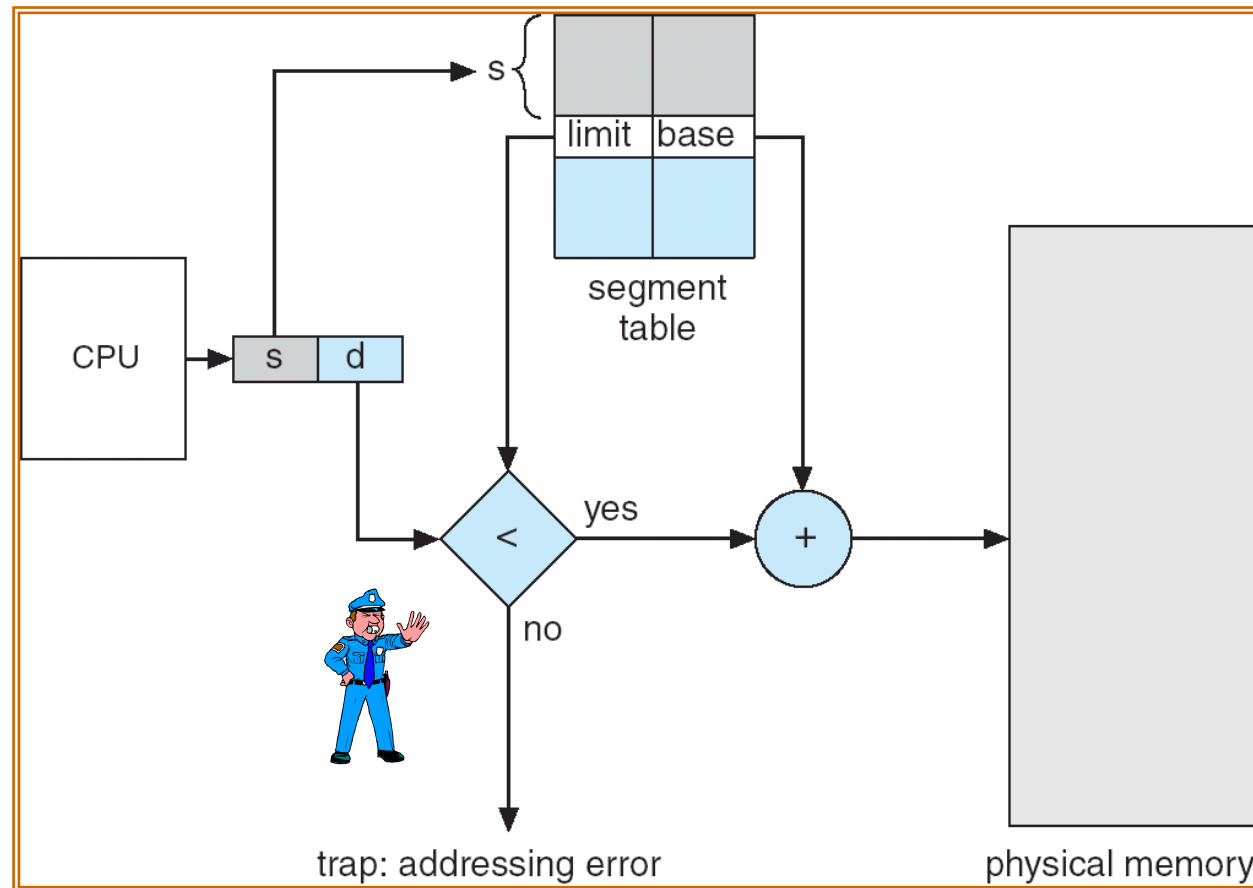 s
limit base
segment
table
CPU
s d
<
yes
+
no
trap: addressing error
physical memory